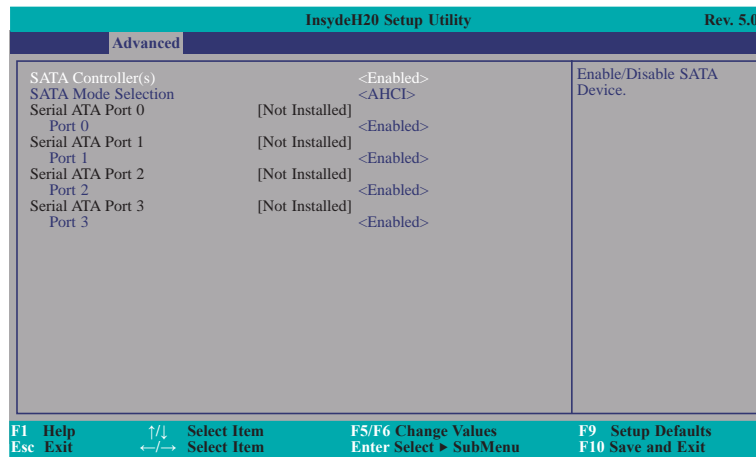 InsydeH20 Setup Utility Rev. 5.0
Advanced
SATA Controller(s) <Enabled>
SATA Mode Selection <AHCI>
Serial ATA Port 0 [Not Installed]
Port 0 <Enabled>
Serial ATA Port 1 [Not Installed]
Port 1 <Enabled>
Serial ATA Port 2 [Not Installed]
Port 2 <Enabled>
Serial ATA Port 3 [Not Installed]
Port 3 <Enabled>
Enable/Disable SATA
Device.
F1 Help ↑/↓ Select Item F5/F6 Change Values F9 Setup Defaults
Esc Exit ←/→ Select Item Enter Select ► SubMenu F10 Save and Exit